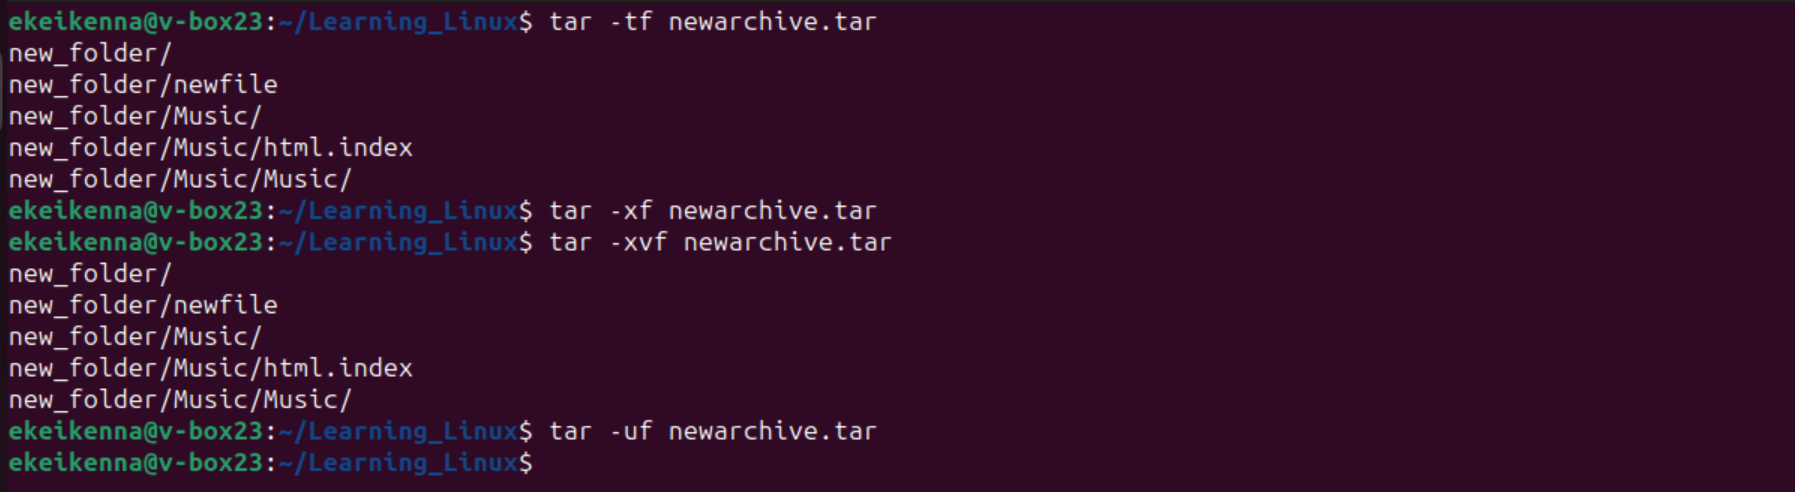 ekeikenna@v-box23:~/Learning_Linux$ tar -tf newarchive.tar
new_folder/
new_folder/newfile
new_folder/Music/
new_folder/Music/html.index
new_folder/Music/Music/
ekeikenna@v-box23:~/Learning_Linux$ tar -xf newarchive.tar
ekeikenna@v-box23:~/Learning_Linux$ tar -xvf newarchive.tar
new_folder/
new_folder/newfile
new_folder/Music/
new_folder/Music/html.index
new_folder/Music/Music/
ekeikenna@v-box23:~/Learning_Linux$ tar -uf newarchive.tar
ekeikenna@v-box23:~/Learning_Linux$